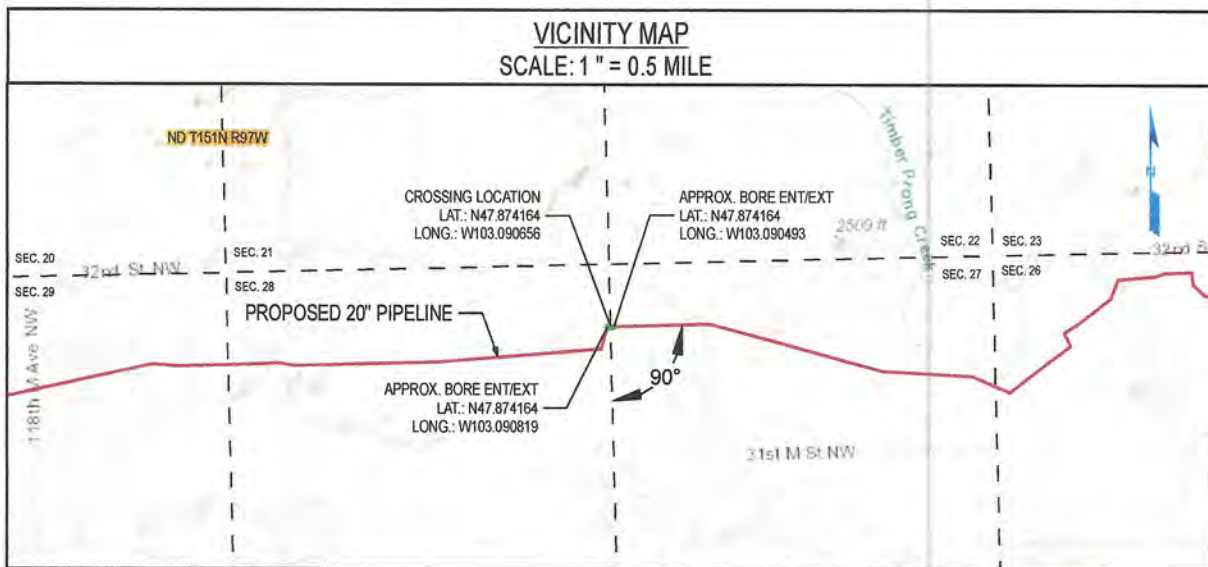 VICINITY MAP
SCALE: 1 " = 0.5 MILE
ND T151N R97W
CROSSING LOCATION
LAT.: N47.874164
LONG.: W103.090656
APPROX. BORE ENT/EXT
LAT.: N47.874164
LONG.: W103.090493
Timber Prong Creek
2509 ft
SEC. 20
SEC. 21
SEC. 22
SEC. 23
32nd St NW
32nd S
SEC. 29
SEC. 28
SEC. 27
SEC. 26
PROPOSED 20" PIPELINE
118th M Ave NW
APPROX. BORE ENT/EXT
LAT.: N47.874164
LONG.: W103.090819
90°
31st M St NW